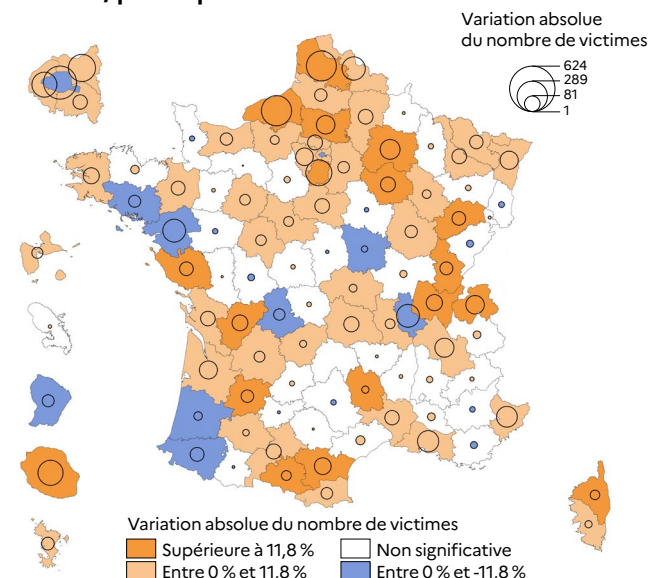 Variation absolue
du nombre de victimes
624
289
81
1
Variation absolue du nombre de victimes
Supérieure à 11,8 %
Non significative
Entre 0 % et 11,8 %
Entre 0 % et -11,8 %